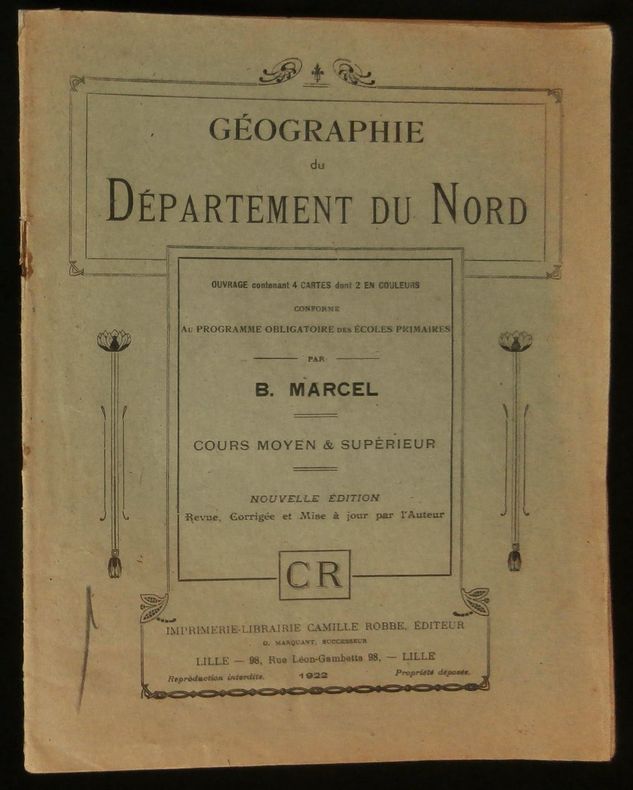 GÉOGRAPHIE
du
DÉPARTEMENT DU NORD
OUVRAGE contenant 4 CARTES dont 2 EN COULEURS
CONFORME
AU PROGRAMME OBLIGATOIRE DES ÉCOLES PRIMAIRES
PAR
B. MARCEL
COURS MOYEN & SUPÉRIEUR
NOUVELLE ÉDITION
Revue, Corrigée et Mise à jour par l'Auteur
CR
IMPRIMERIE-LIBRAIRIE CAMILLE ROBBE, ÉDITEUR
G. MARQUANT, SUCCESSEUR
LILLE — 98, Rue Léon-Gambetta 98, — LILLE
Reproduction interdite. 1922 Propriété déposée.